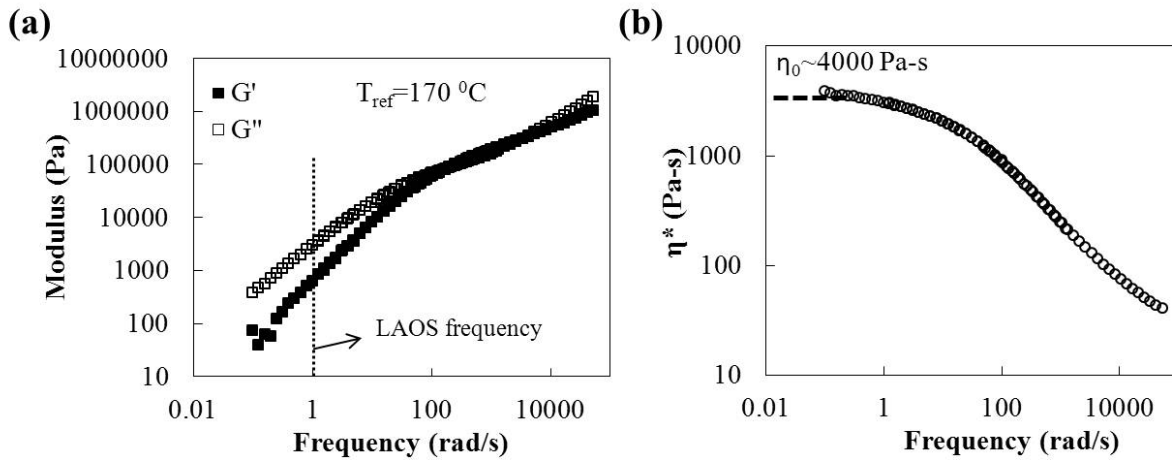 (a)
10000000
1000000
100000
10000
1000
100
10
Modulus (Pa)
G'
G"
Tref=170 ⁰C
LAOS frequency
0.01
1
100
10000
Frequency (rad/s)
(b)
10000
1000
100
10
η* (Pa-s)
η0~4000 Pa-s
0.01
1
100
10000
Frequency (rad/s)